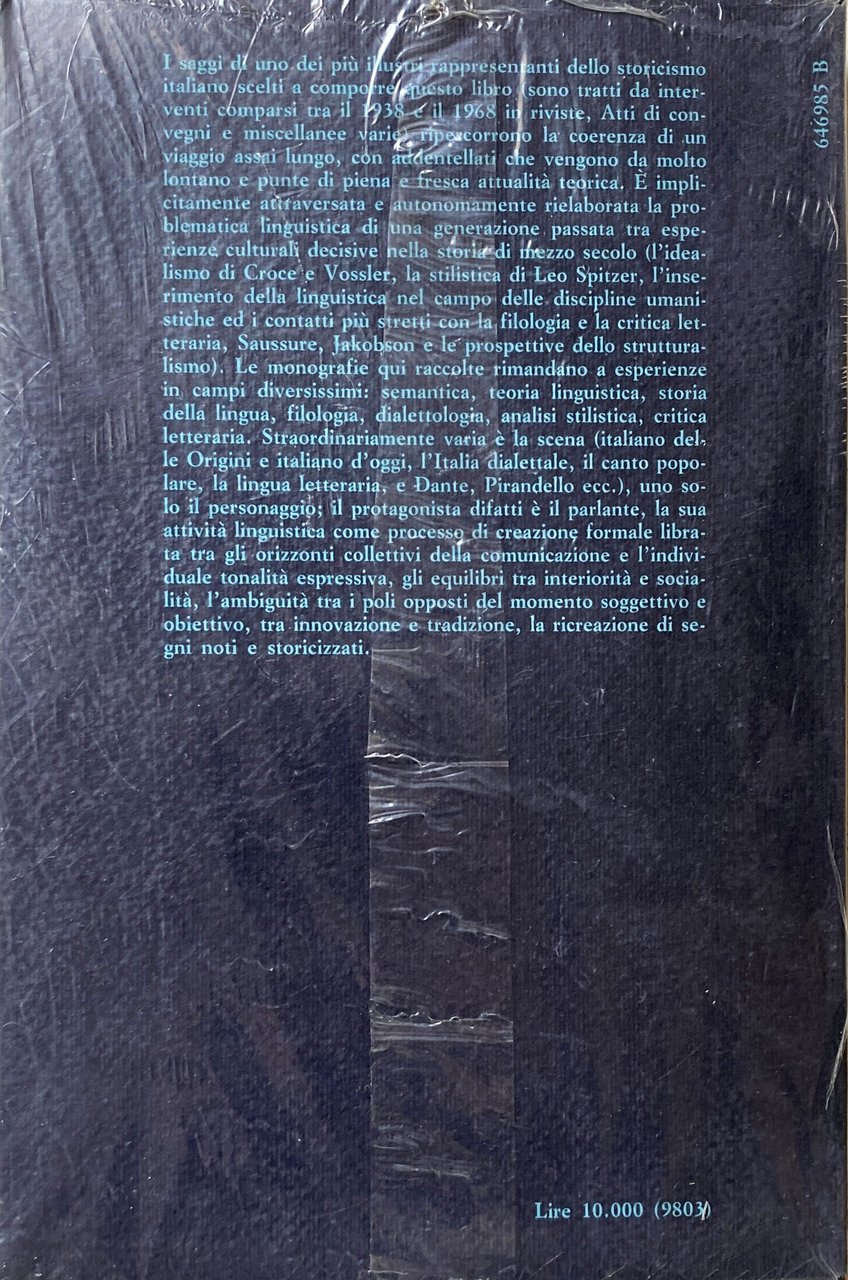 I saggi di uno dei più illustri rappresentanti dello storicismo
italiano scelti a comporre questo libro (sono tratti da inter-
venti comparsi tra il 1938 e il 1968 in riviste, Atti di con-
vegni e miscellanee varie) ripercorrono la coerenza di un
viaggio assai lungo, con addentellati che vengono da molto
lontano e punte di piena e fresca attualità teorica. È impli-
citamente attraversata e autonomamente rielaborata la pro-
blematica linguistica di una generazione passata tra espe-
rienze culturali decisive nella storia di mezzo secolo (l'idea-
lismo di Croce e Vossler, la stilistica di Leo Spitzer, l'inse-
rimento della linguistica nel campo delle discipline umani-
stiche ed i contatti più stretti con la filologia e la critica let-
teraria, Saussure, Jakobson e le prospettive dello struttura-
lismo). Le monografie qui raccolte rimandano a esperienze
in campi diversissimi: semantica, teoria linguistica, storia
della lingua, filologia, dialettologia, analisi stilistica, critica
letteraria. Straordinariamente varia è la scena (italiano del-
le Origini e italiano d'oggi, l'Italia dialettale, il canto popo-
lare, la lingua letteraria, e Dante, Pirandello ecc.), uno so-
lo il personaggio; il protagonista difatti è il parlante, la sua
attività linguistica come processo di creazione formale libra-
ta tra gli orizzonti collettivi della comunicazione e l'indivi-
duale tonalità espressiva, gli equilibri tra interiorità e socia-
lità, l'ambiguità tra i poli opposti del momento soggettivo e
obiettivo, tra innovazione e tradizione, la ricreazione di se-
gni noti e storicizzati.
646985 B
Lire 10.000 (9803)